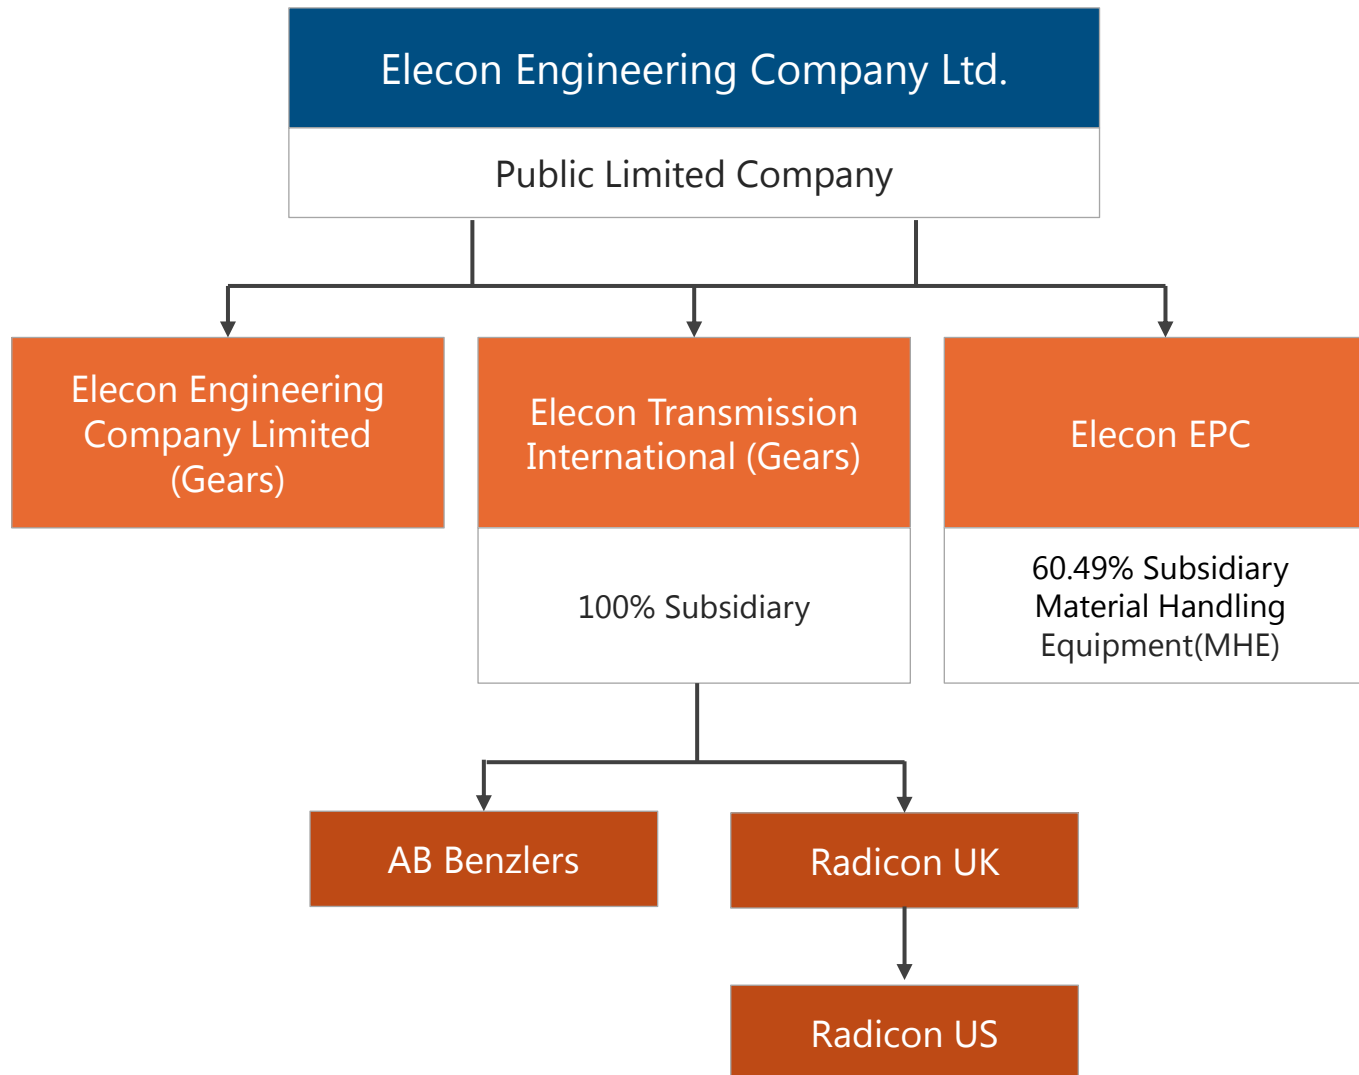 Elecon Engineering Company Ltd.
Public Limited Company
Elecon Engineering
Company Limited
(Gears)
Elecon Transmission
International (Gears)
100% Subsidiary
Elecon EPC
60.49% Subsidiary
Material Handling
Equipment(MHE)
AB Benzlers
Radicon UK
Radicon US